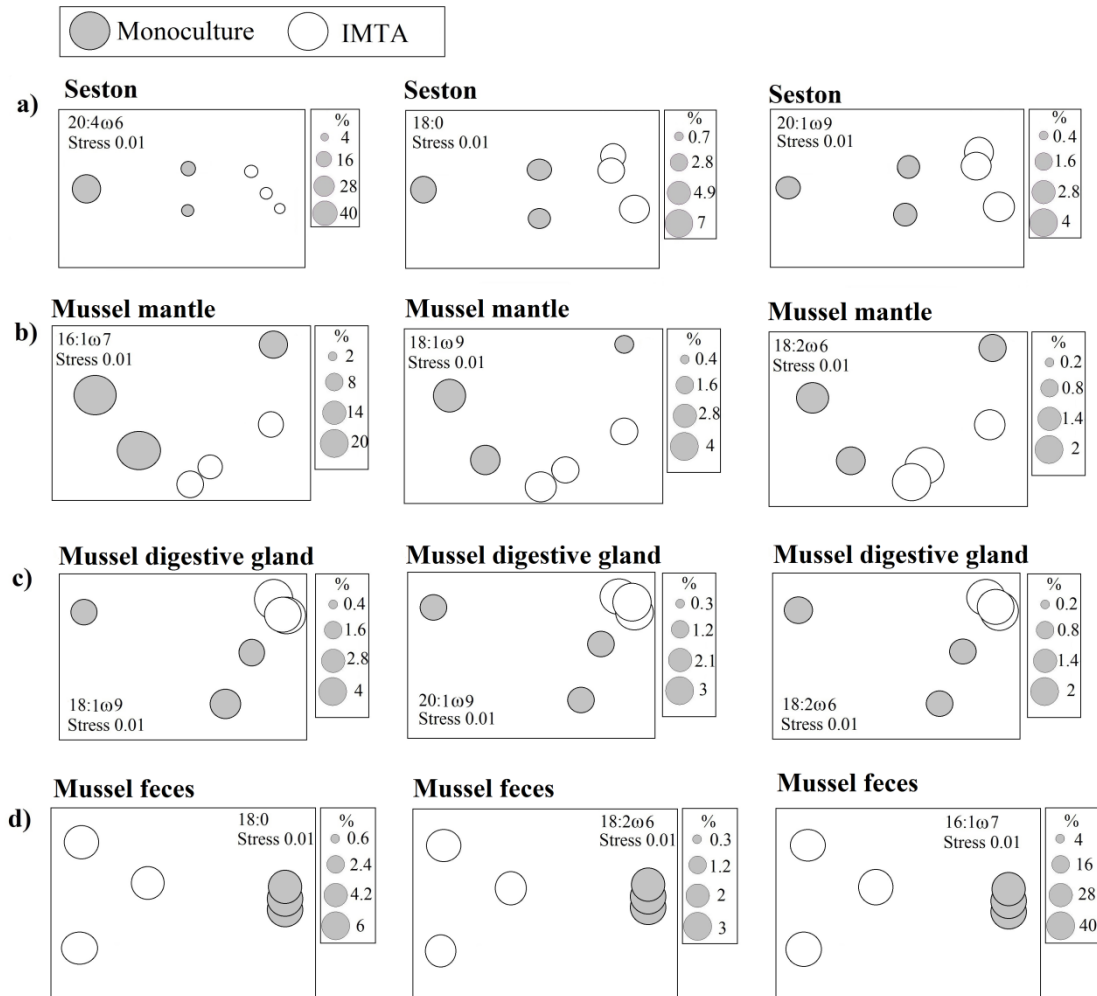 Monoculture IMTA
a) Seston Seston Seston
20:4ω6 % 18:0 % 20:1ω9 %
Stress 0.01 4 Stress 0.01 0.7 Stress 0.01 0.4
16 2.8 1.6
28 4.9 2.8
40 7 4
b) Mussel mantle Mussel mantle Mussel mantle
16:1ω7 % 18:1ω9 % 18:2ω6 %
Stress 0.01 2 Stress 0.01 0.4 Stress 0.01 0.2
8 1.6 0.8
14 2.8 1.4
20 4 2
c) Mussel digestive gland Mussel digestive gland Mussel digestive gland
% % %
0.4 0.3 0.2
1.6 1.2 0.8
2.8 2.1 1.4
18:1ω9 4 20:1ω9 3 18:2ω6 2
Stress 0.01 Stress 0.01 Stress 0.01
d) Mussel feces Mussel feces Mussel feces
18:0 % 18:2ω6 % 16:1ω7 %
Stress 0.01 0.6 Stress 0.01 0.3 Stress 0.01 4
2.4 1.2 16
4.2 2 28
6 3 40